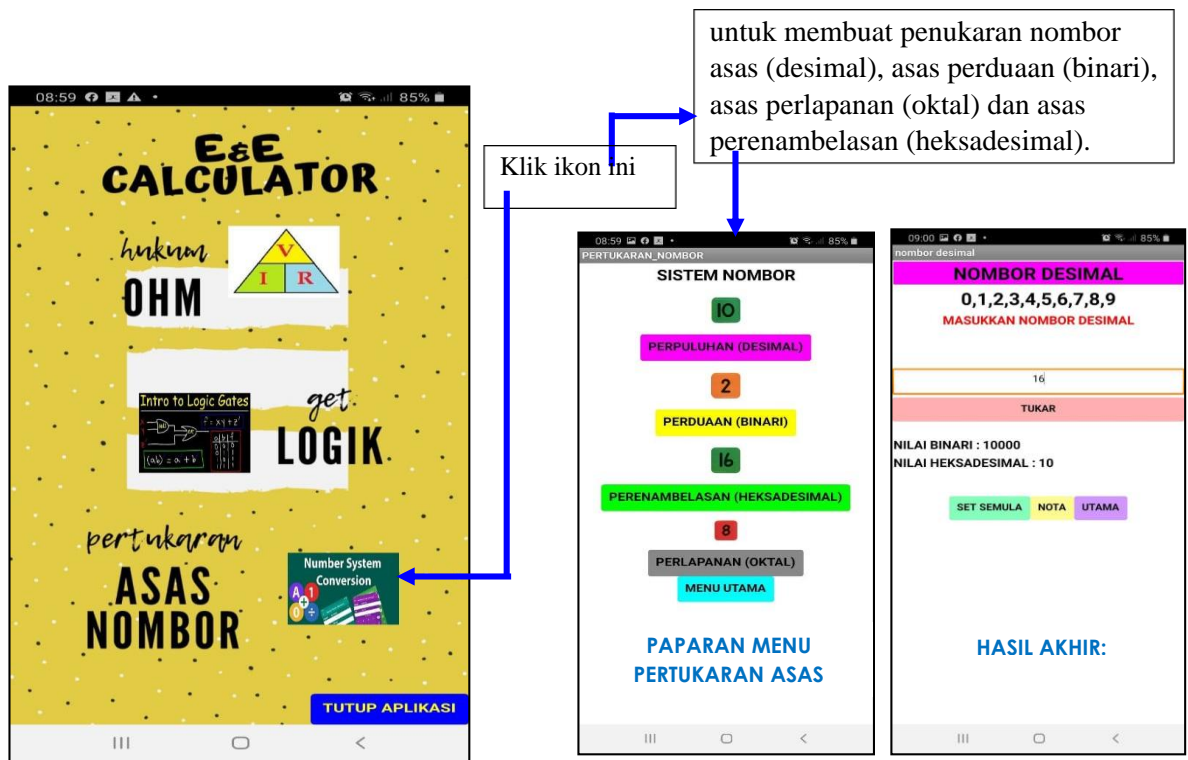 untuk membuat penukaran nombor
asas (desimal), asas perduaan (binari),
asas perlapanan (oktal) dan asas
perenambelasan (heksadesimal).
Klik ikon ini
08:59
85%
E&E
CALCULATOR
hukum
OHM
V
I R
Intro to Logic Gates
f = xy + z'
(ab) = a + b
get
LOGIK
pertukaran
ASAS
NOMBOR
Number System
Conversion
A 1
0 ÷
+
TUTUP APLIKASI
08:59
85%
PERTUKARAN_NOMBOR
SISTEM NOMBOR
10
PERPULUHAN (DESIMAL)
2
PERDUAAN (BINARI)
16
PERENAMBELASAN (HEKSADESIMAL)
8
PERLAPANAN (OKTAL)
MENU UTAMA
PAPARAN MENU
PERTUKARAN ASAS
09:00
85%
nombor desimal
NOMBOR DESIMAL
0,1,2,3,4,5,6,7,8,9
MASUKKAN NOMBOR DESIMAL
16
TUKAR
NILAI BINARI : 10000
NILAI HEKSADESIMAL : 10
SET SEMULA NOTA UTAMA
HASIL AKHIR: